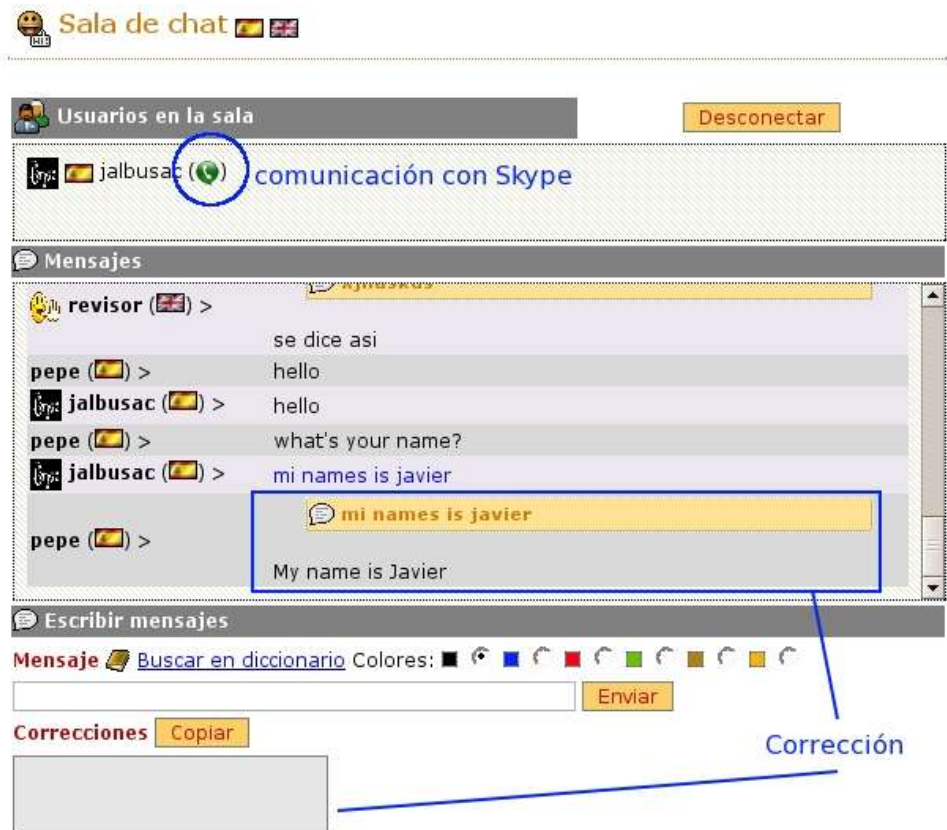 Sala de chat
Usuarios en la sala
Desconectar
jalbusac ( )
comunicación con Skype
Mensajes
revisor ( ) >
se dice asi
pepe ( ) > hello
jalbusac ( ) > hello
pepe ( ) > what's your name?
jalbusac ( ) > mi names is javier
mi names is javier
pepe ( ) >
My name is Javier
Escribir mensajes
Mensaje Buscar en diccionario Colores:
Enviar
Correcciones Copiar
Corrección